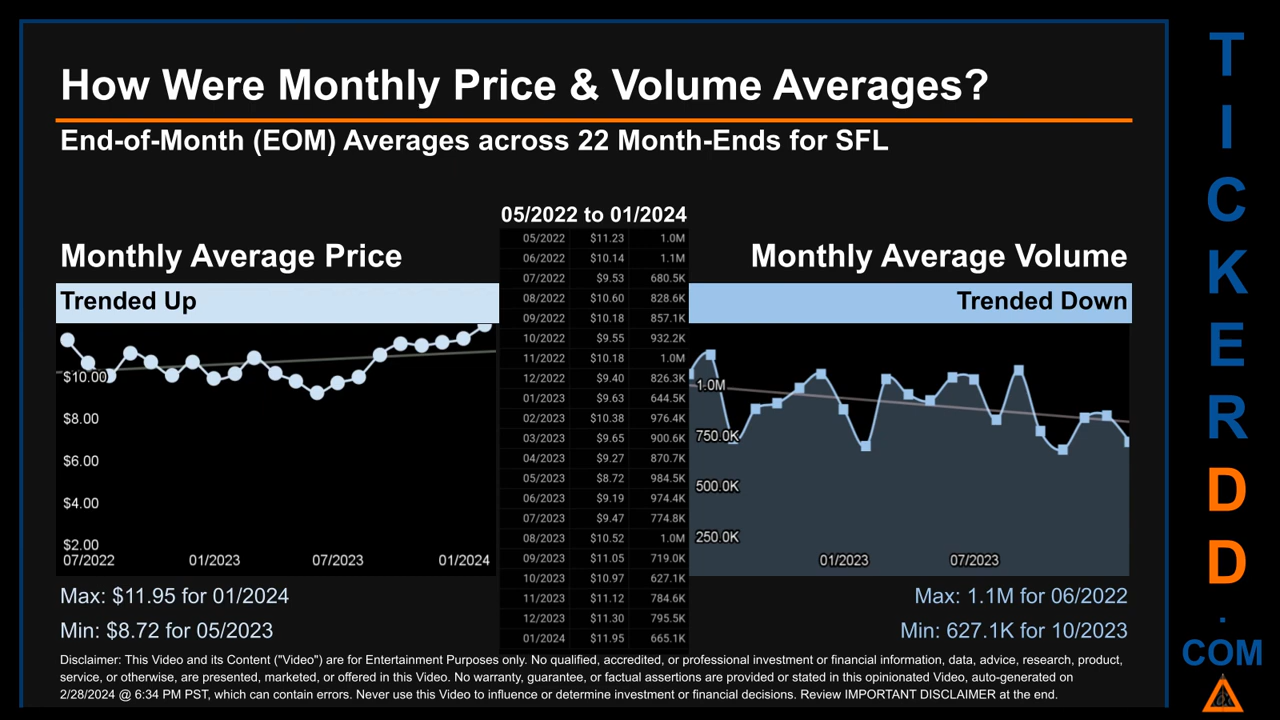 How Were Monthly Price & Volume Averages?
End-of-Month (EOM) Averages across 22 Month-Ends for SFL
05/2022 to 01/2024
Monthly Average Price
Trended Up
$10.00
$8.00
$6.00
$4.00
$2.00
07/2022 01/2023 07/2023 01/2024
Max: $11.95 for 01/2024
Min: $8.72 for 05/2023
05/2022 $11.23 1.0M
06/2022 $10.14 1.1M
07/2022 $9.53 680.5K
08/2022 $10.60 828.6K
09/2022 $10.18 857.1K
10/2022 $9.55 932.2K
11/2022 $10.18 1.0M
12/2022 $9.40 826.3K
01/2023 $9.63 644.5K
02/2023 $10.38 976.4K
03/2023 $9.65 900.6K
04/2023 $9.27 870.7K
05/2023 $8.72 984.5K
06/2023 $9.19 974.4K
07/2023 $9.47 774.8K
08/2023 $10.52 1.0M
09/2023 $11.05 719.0K
10/2023 $10.97 627.1K
11/2023 $11.12 784.6K
12/2023 $11.30 795.5K
01/2024 $11.95 665.1K
Monthly Average Volume
Trended Down
1.0M
750.0K
500.0K
250.0K
01/2023 07/2023
Max: 1.1M for 06/2022
Min: 627.1K for 10/2023
Disclaimer: This Video and its Content ("Video") are for Entertainment Purposes only. No qualified, accredited, or professional investment or financial information, data, advice, research, product,
service, or otherwise, are presented, marketed, or offered in this Video. No warranty, guarantee, or factual assertions are provided or stated in this opinionated Video, auto-generated on
2/28/2024 @ 6:34 PM PST, which can contain errors. Never use this Video to influence or determine investment or financial decisions. Review IMPORTANT DISCLAIMER at the end.
T
I
C
K
E
R
D
D
.
COM